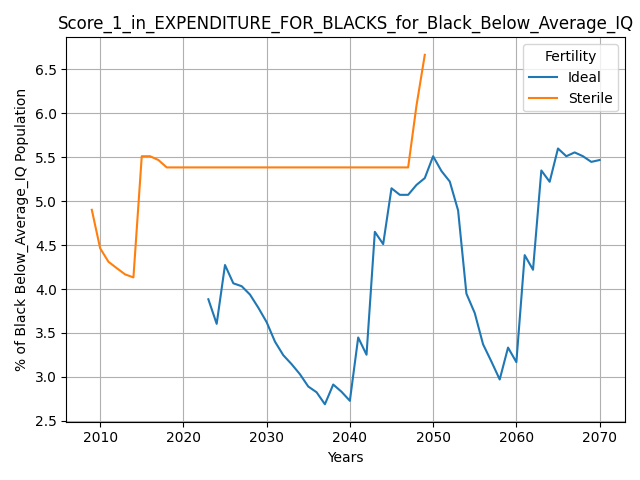 Score_1_in_EXPENDITURE_FOR_BLACKS_for_Black_Below_Average_IQ
% of Black Below_Average_IQ Population
6.5
6.0
5.5
5.0
4.5
4.0
3.5
3.0
2.5
Fertility
Ideal
Sterile
2010 2020 2030 2040 2050 2060 2070
Years